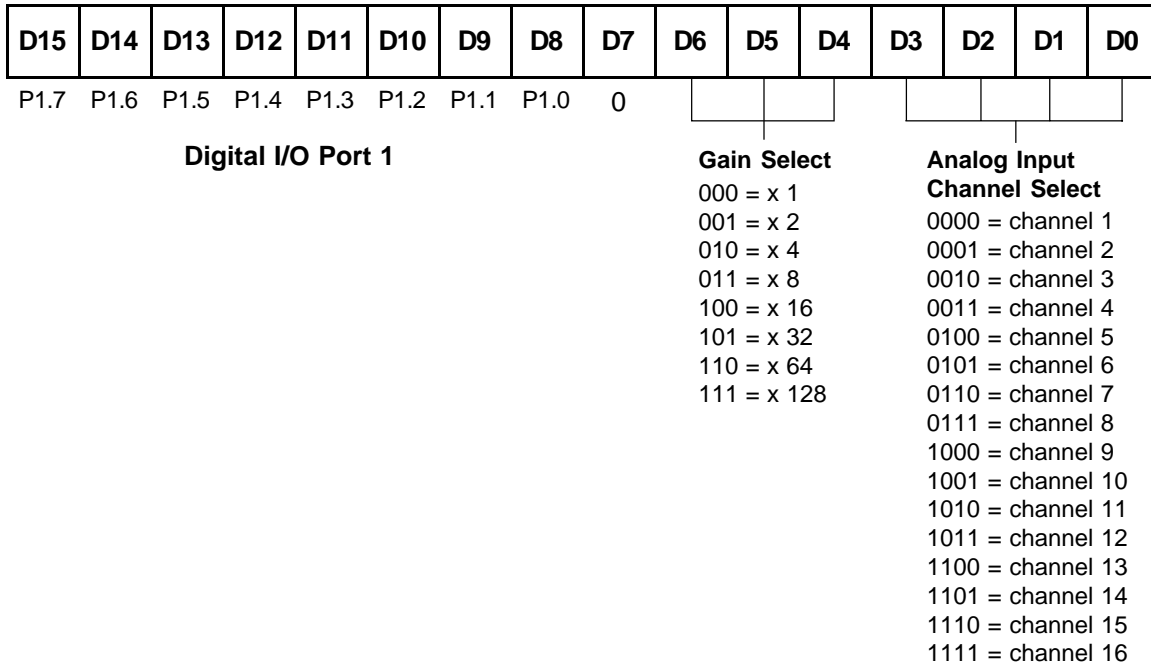 D15 D14 D13 D12 D11 D10 D9 D8 D7 D6 D5 D4 D3 D2 D1 D0
P1.7 P1.6 P1.5 P1.4 P1.3 P1.2 P1.1 P1.0 0
Digital I/O Port 1
Gain Select
000 = x 1
001 = x 2
010 = x 4
011 = x 8
100 = x 16
101 = x 32
110 = x 64
111 = x 128
Analog Input
Channel Select
0000 = channel 1
0001 = channel 2
0010 = channel 3
0011 = channel 4
0100 = channel 5
0101 = channel 6
0110 = channel 7
0111 = channel 8
1000 = channel 9
1001 = channel 10
1010 = channel 11
1011 = channel 12
1100 = channel 13
1101 = channel 14
1110 = channel 15
1111 = channel 16